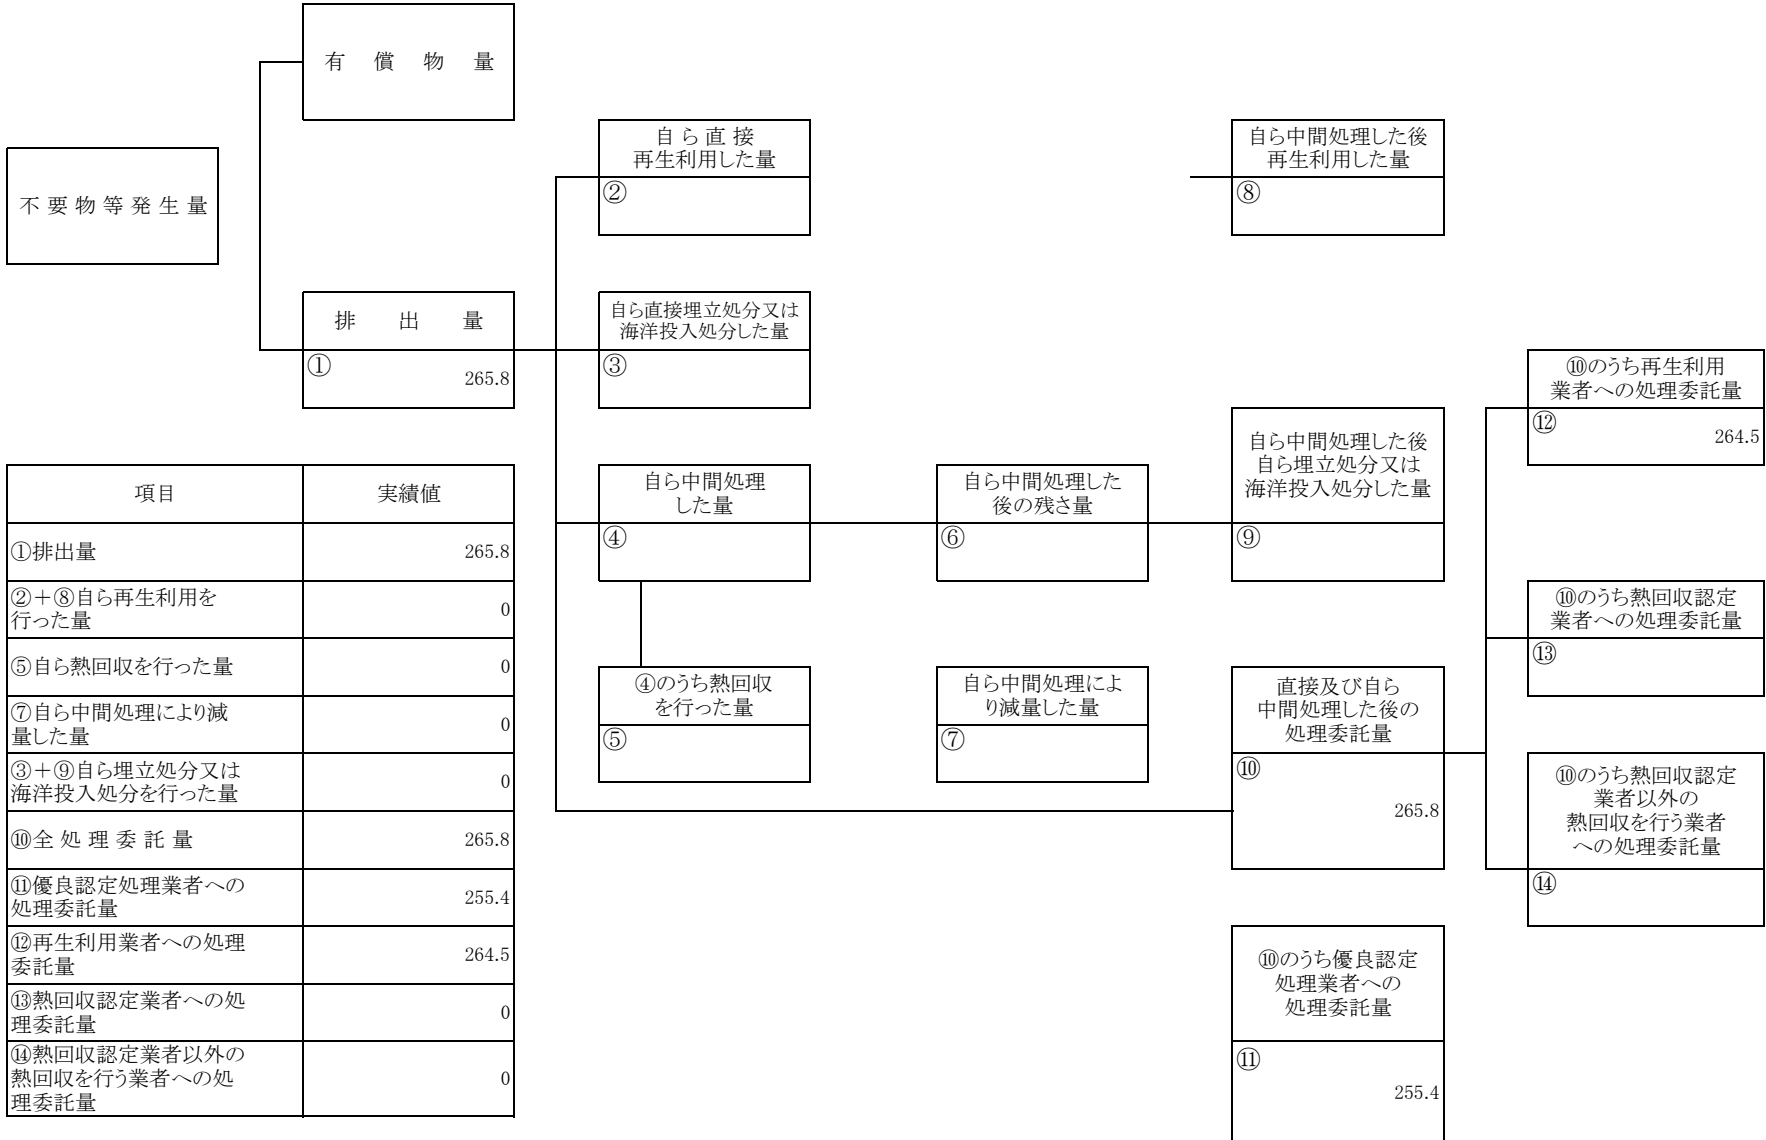 有 償 物 量
不 要 物 等 発 生 量
排 出 量
①
265.8
自 ら 直 接
再生利用した量
②
自ら直接埋立処分又は
海洋投入処分した量
③
自ら中間処理
した量
④
④のうち熱回収
を行った量
⑤
自ら中間処理した
後の残さ量
⑥
自ら中間処理によ
り減量した量
⑦
自ら中間処理した後
再生利用した量
⑧
自ら中間処理した後
自ら埋立処分又は
海洋投入処分した量
⑨
直接及び自ら
中間処理した後の
処理委託量
⑩
265.8
⑩のうち優良認定
処理業者への
処理委託量
⑪
255.4
⑩のうち再生利用
業者への処理委託量
⑫
264.5
⑩のうち熱回収認定
業者への処理委託量
⑬
⑩のうち熱回収認定
業者以外の
熱回収を行う業者
への処理委託量
⑭
項目 実績値
①排出量 265.8
②＋⑧自ら再生利用を
行った量 0
⑤自ら熱回収を行った量 0
⑦自ら中間処理により減
量した量 0
③＋⑨自ら埋立処分又は
海洋投入処分を行った量 0
⑩全 処 理 委 託 量 265.8
⑪優良認定処理業者への
処理委託量 255.4
⑫再生利用業者への処理
委託量 264.5
⑬熱回収認定業者への処
理委託量 0
⑭熱回収認定業者以外の
熱回収を行う業者への処
理委託量 0